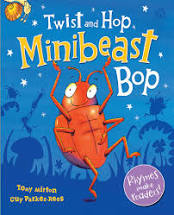 Twist and Hop,
Minibeast
Bop
Rhymes
make
readers!
Tony Mitton
Guy Parker-Rees